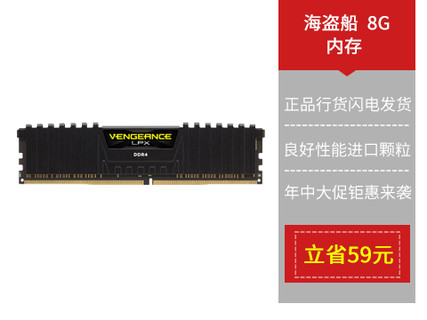 VENGEANCE
LPX
DDR4
海盗船 8G
内存
正品行货闪电发货
良好性能进口颗粒
年中大促钜惠来袭
立省59元